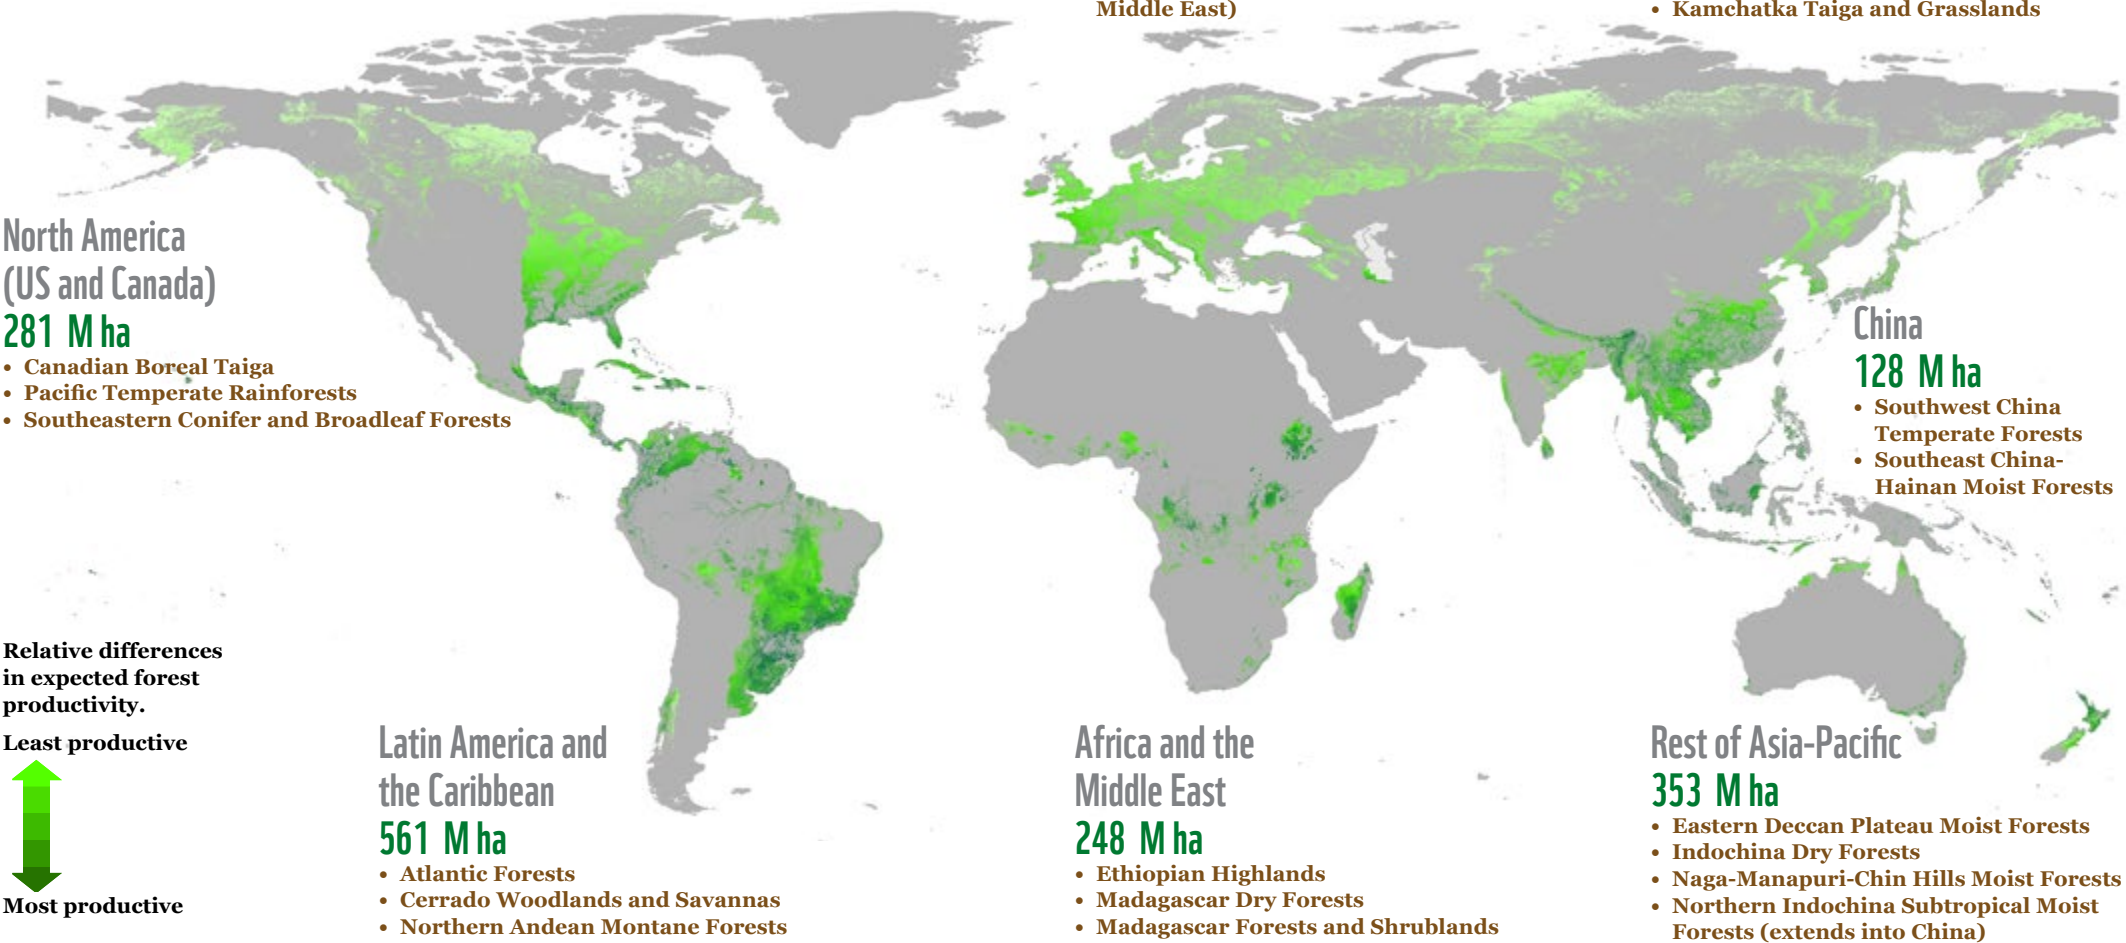 Middle East)
• Kamchatka Taiga and Grasslands
North America
(US and Canada)
281 M ha
• Canadian Boreal Taiga
• Pacific Temperate Rainforests
• Southeastern Conifer and Broadleaf Forests
China
128 M ha
• Southwest China
Temperate Forests
• Southeast China-
Hainan Moist Forests
Relative differences
in expected forest
productivity.
Least productive
Most productive
Latin America and
the Caribbean
561 M ha
• Atlantic Forests
• Cerrado Woodlands and Savannas
• Northern Andean Montane Forests
Africa and the
Middle East
248 M ha
• Ethiopian Highlands
• Madagascar Dry Forests
• Madagascar Forests and Shrublands
Rest of Asia-Pacific
353 M ha
• Eastern Deccan Plateau Moist Forests
• Indochina Dry Forests
• Naga-Manapuri-Chin Hills Moist Forests
• Northern Indochina Subtropical Moist
Forests (extends into China)